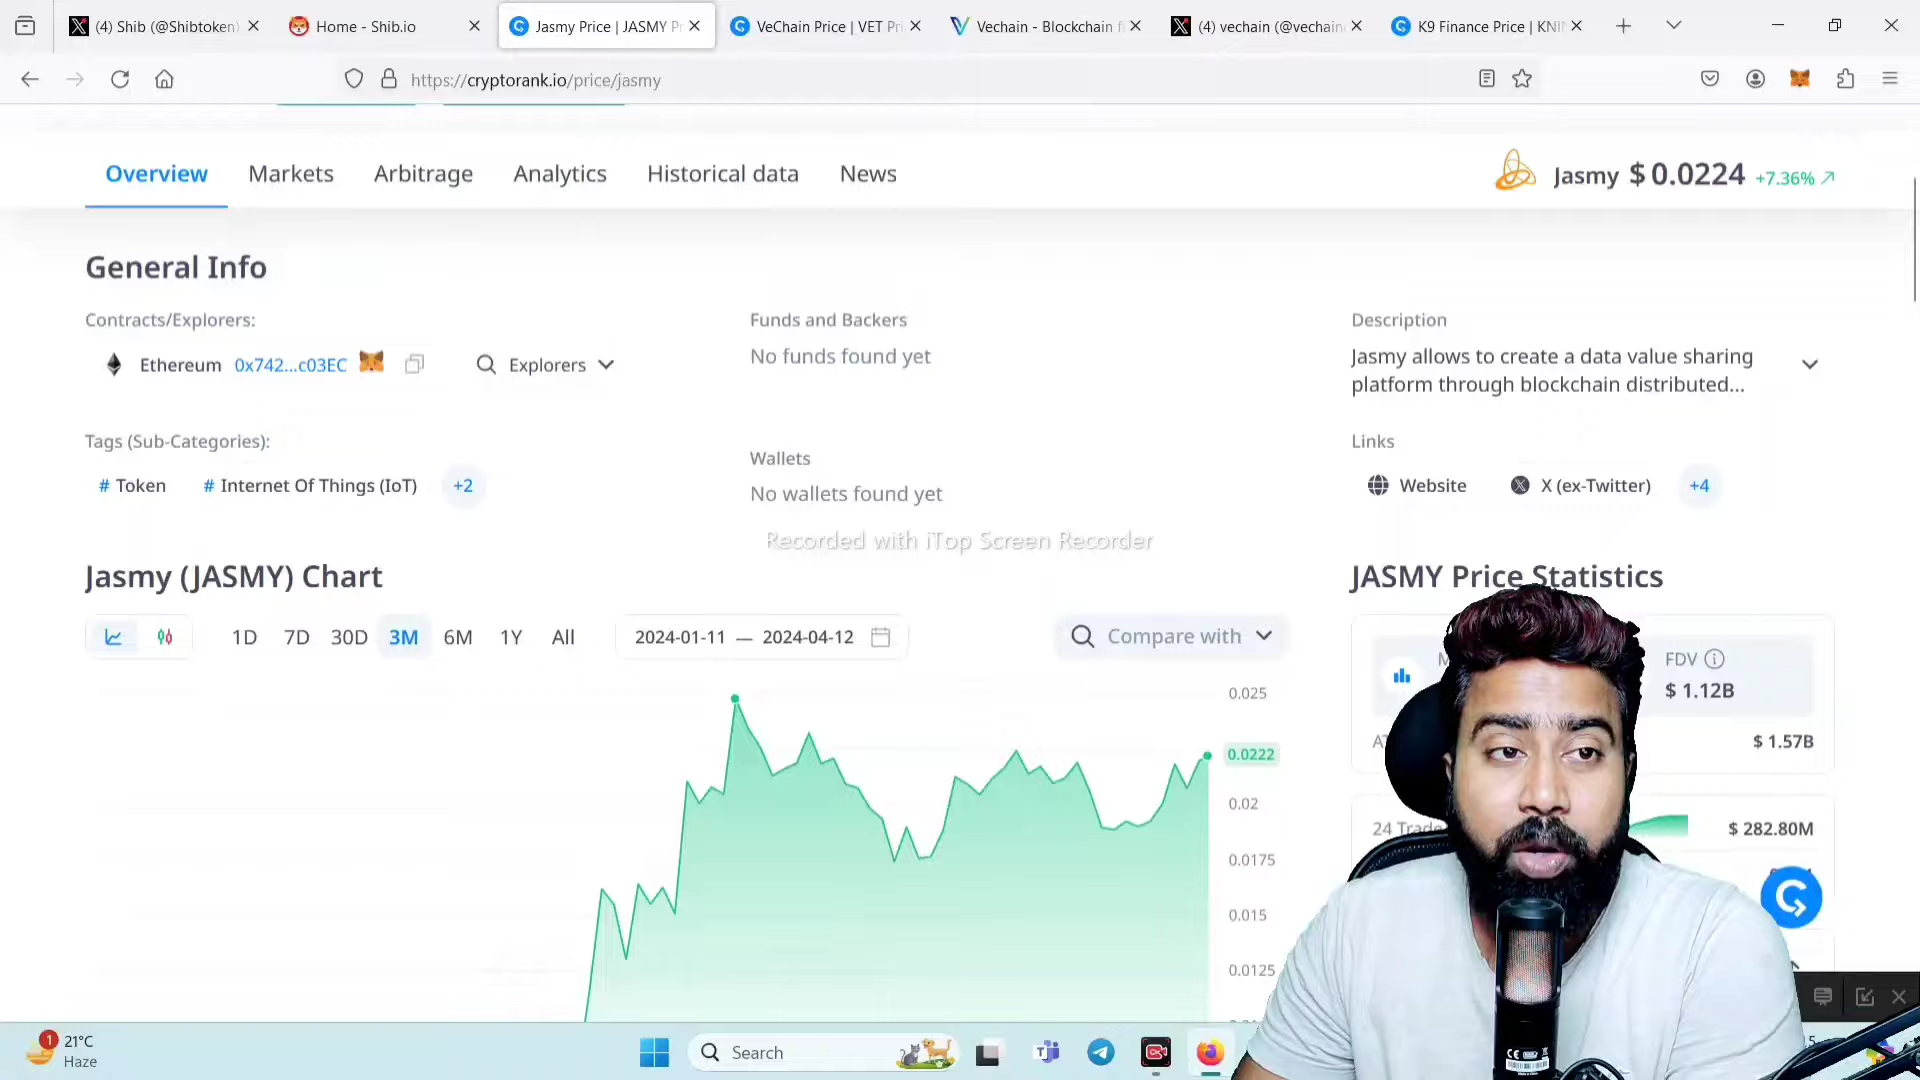 (4) Shib (@Shibtoken)
Home - Shib.io
Jasmy Price | JASMY Pr
VeChain Price | VET Pri
Vechain - Blockchain f
(4) vechain (@vechain
K9 Finance Price | KNI
https://cryptorank.io/price/jasmy
Overview
Markets
Arbitrage
Analytics
Historical data
News
Jasmy $ 0.0224 +7.36%
General Info
Contracts/Explorers:
Funds and Backers
Description
Ethereum 0x742...c03EC
Explorers
No funds found yet
Jasmy allows to create a data value sharing
platform through blockchain distributed...
Tags (Sub-Categories):
Wallets
Links
# Token
# Internet Of Things (IoT)
+2
No wallets found yet
Website
X (ex-Twitter)
+4
Recorded with iTop Screen Recorder
Jasmy (JASMY) Chart
JASMY Price Statistics
1D
7D
30D
3M
6M
1Y
All
2024-01-11 — 2024-04-12
Compare with
FDV
$ 1.12B
0.025
0.0222
$ 1.57B
0.02
24 Trade
$ 282.80M
0.0175
0.015
0.0125
1
21°C
Haze
Search